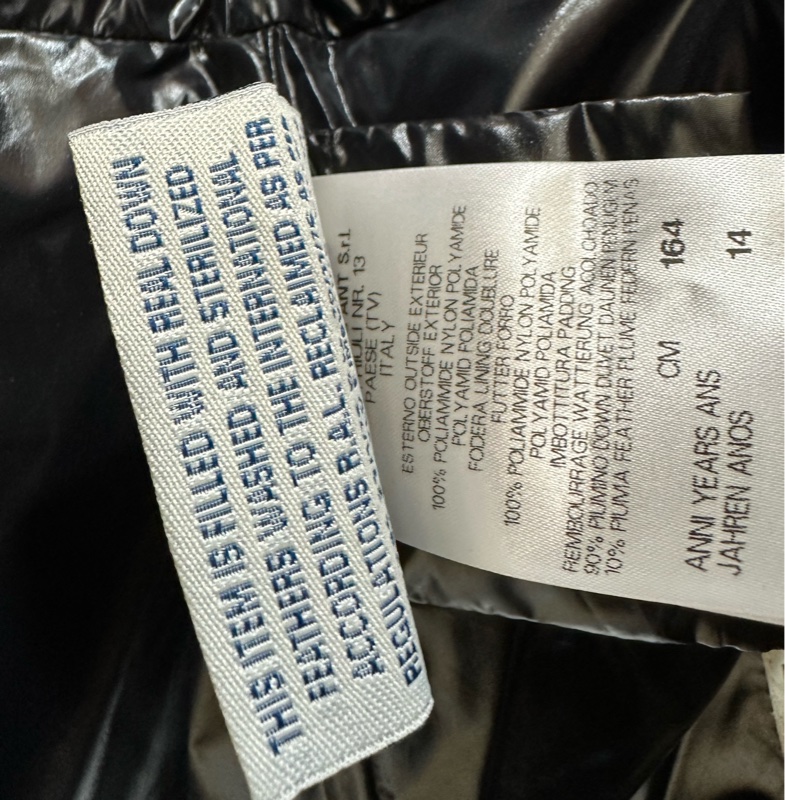 THIS ITEM IS FILLED WITH REAL DOWN
FEATHERS WASHED AND STERILIZED
ACCORDING TO THE INTERNATIONAL
REGULATIONS R.A.L. RECLAIMED AS PER
S.r.l.
NR. 13
PAESE (TV)
ITALY
ESTERNO OUTSIDE EXTERIEUR
OBERSTOFF EXTERIOR
100% POLIAMMIDE NYLON POLYAMIDE
POLYAMID POLIAMIDA
FODERA LINING DOUBLURE
FUTTER FORRO
100% POLIAMMIDE NYLON POLYAMIDE
POLYAMID POLIAMIDA
IMBOTTITURA PADDING
REMBOURRAGE WATTIERUNG ACOLCHOADO
90% PIUMINO DOWN DUVET DAUNEN PENUGEM
10% PIUMA FEATHER PLUME FEDERN PENAS
CM 164
ANNI YEARS ANS
JAHREN ANOS 14